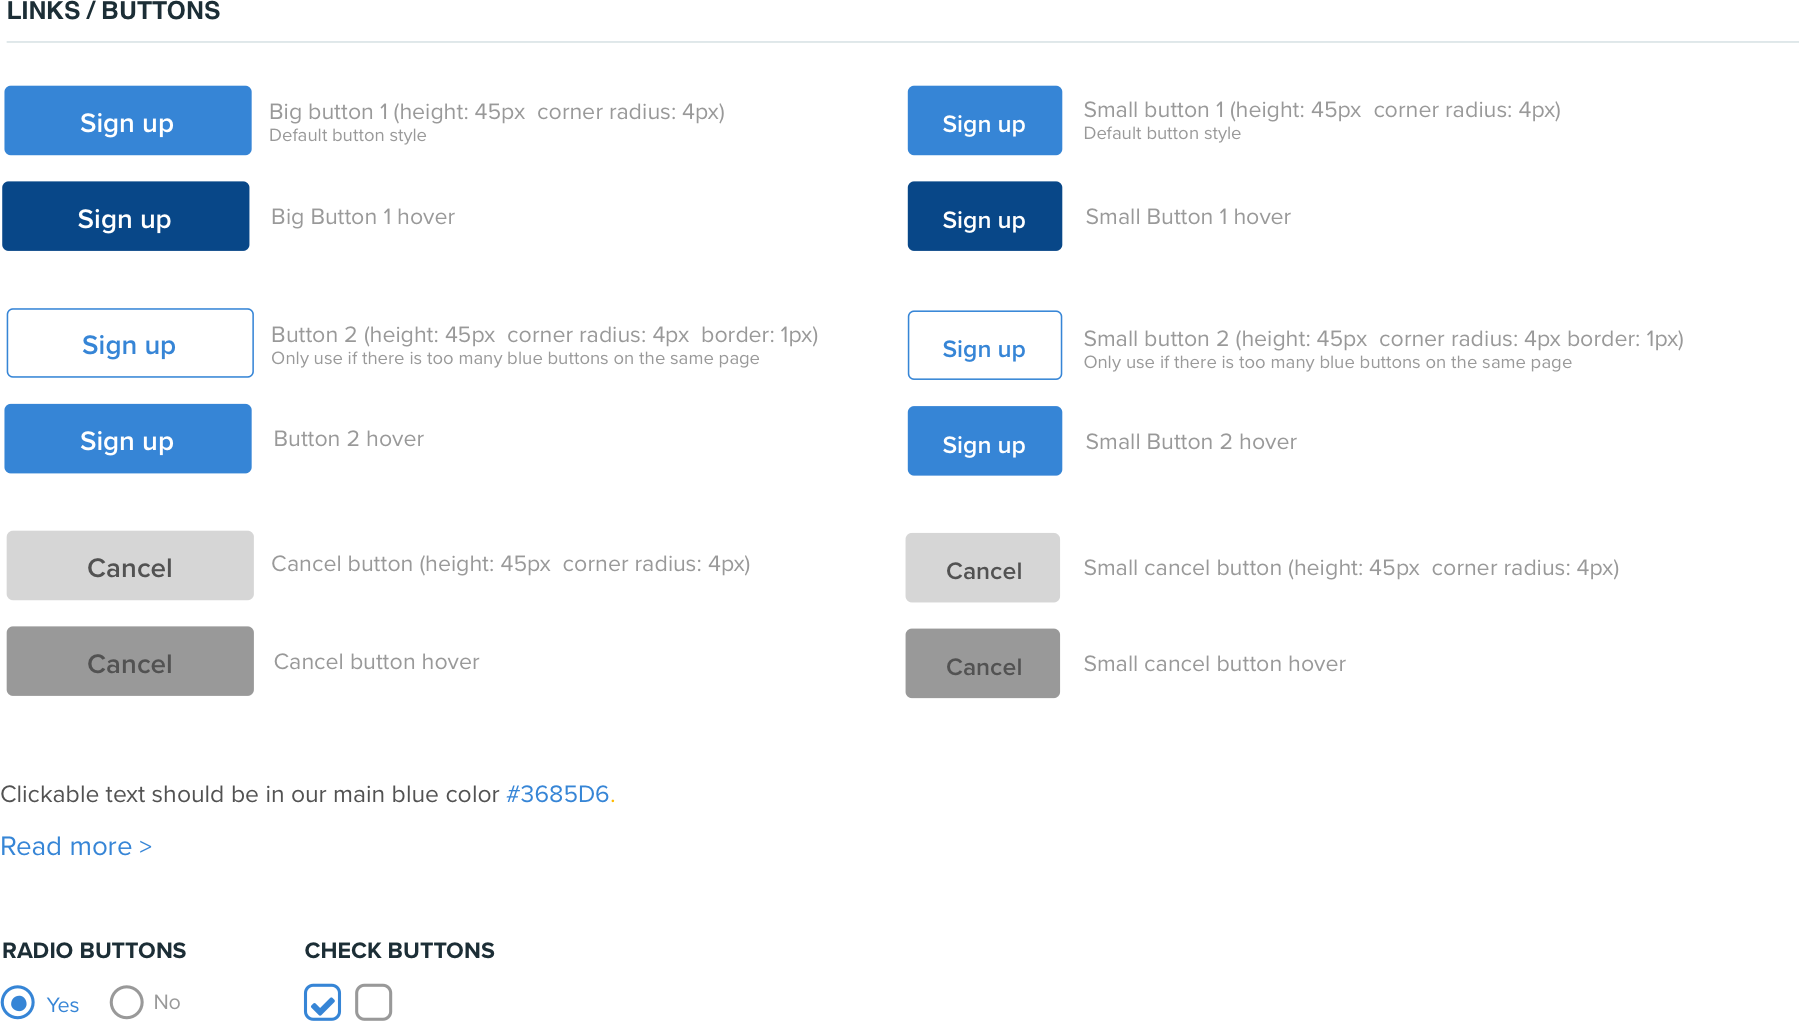 LINKS / BUTTONS
Sign up
Big button 1 (height: 45px  corner radius: 4px)
Default button style
Sign up
Small button 1 (height: 45px  corner radius: 4px)
Default button style
Sign up
Big Button 1 hover
Sign up
Small Button 1 hover
Sign up
Button 2 (height: 45px  corner radius: 4px  border: 1px)
Only use if there is too many blue buttons on the same page
Sign up
Small button 2 (height: 45px  corner radius: 4px border: 1px)
Only use if there is too many blue buttons on the same page
Sign up
Button 2 hover
Sign up
Small Button 2 hover
Cancel
Cancel button (height: 45px  corner radius: 4px)
Cancel
Small cancel button (height: 45px  corner radius: 4px)
Cancel
Cancel button hover
Cancel
Small cancel button hover
Clickable text should be in our main blue color #3685D6.
Read more >
RADIO BUTTONS
Yes
No
CHECK BUTTONS